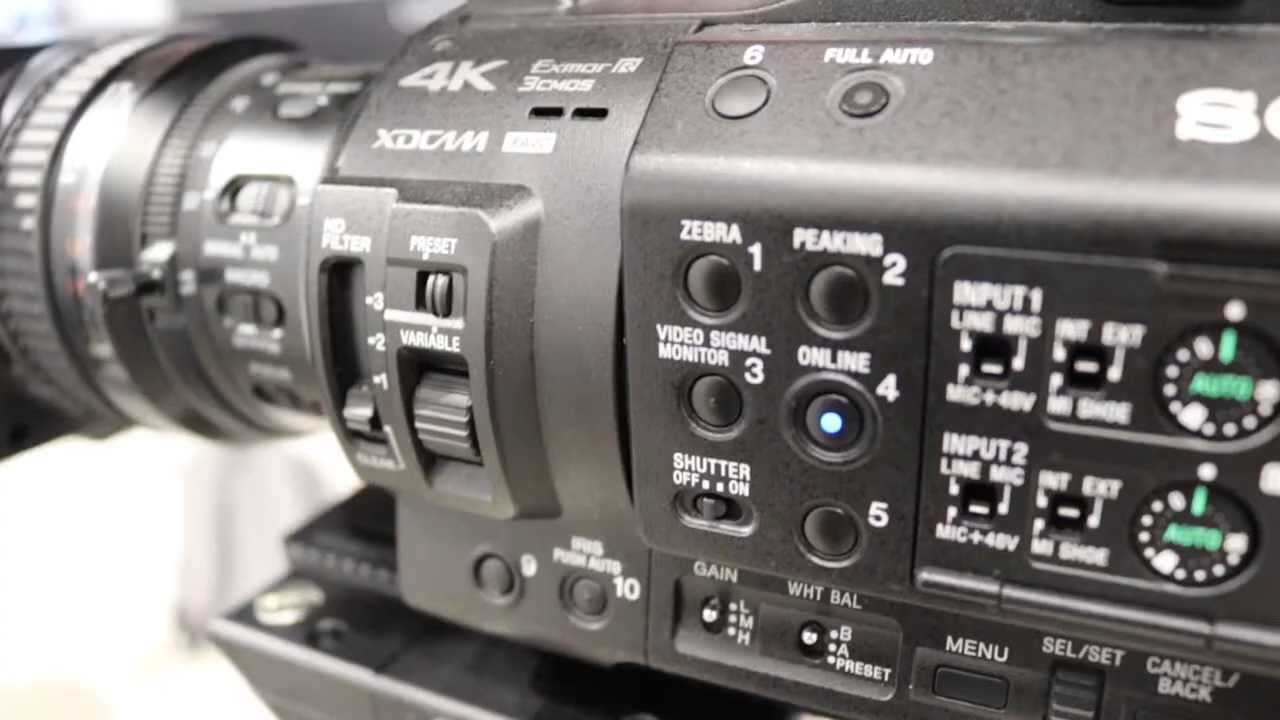 4K
Exmor R
3CMOS
XDCAM
XAVC
6
FULL AUTO
ND
FILTER
3
2
1
CLEAR
PRESET
VARIABLE
ZEBRA
1
PEAKING
2
VIDEO SIGNAL
MONITOR
3
ONLINE
4
SHUTTER
OFF ON
5
INPUT1
LINE MIC
MIC+48V
INT EXT
MI SHOE
AUTO
INPUT2
LINE MIC
MIC+48V
INT EXT
MI SHOE
AUTO
9
IRIS
PUSH AUTO
10
GAIN
L
M
H
WHT BAL
B
A
PRESET
MENU
SEL/SET
CANCEL/
BACK